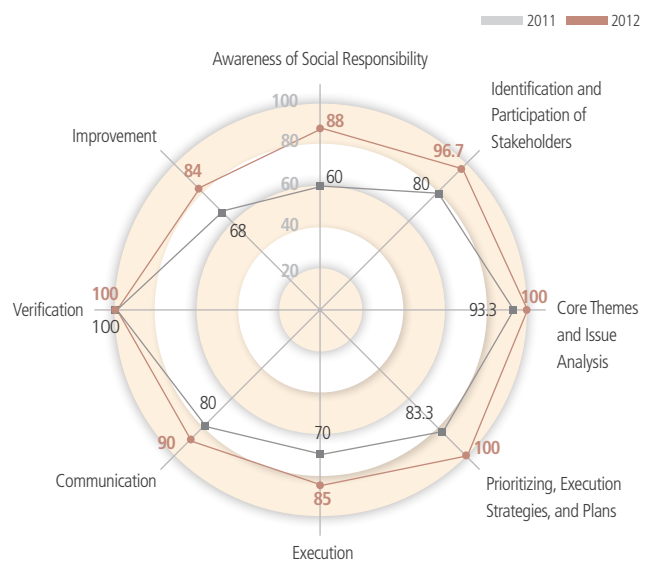 2011 2012
Awareness of Social Responsibility
Identification and
Participation of
Stakeholders
Improvement
100
80
60
40
20
88
60
96.7
80
84
68
100
100
Verification
93.3
100
Core Themes
and Issue
Analysis
83.3
100
Prioritizing, Execution
Strategies, and Plans
80
90
Communication
70
85
Execution